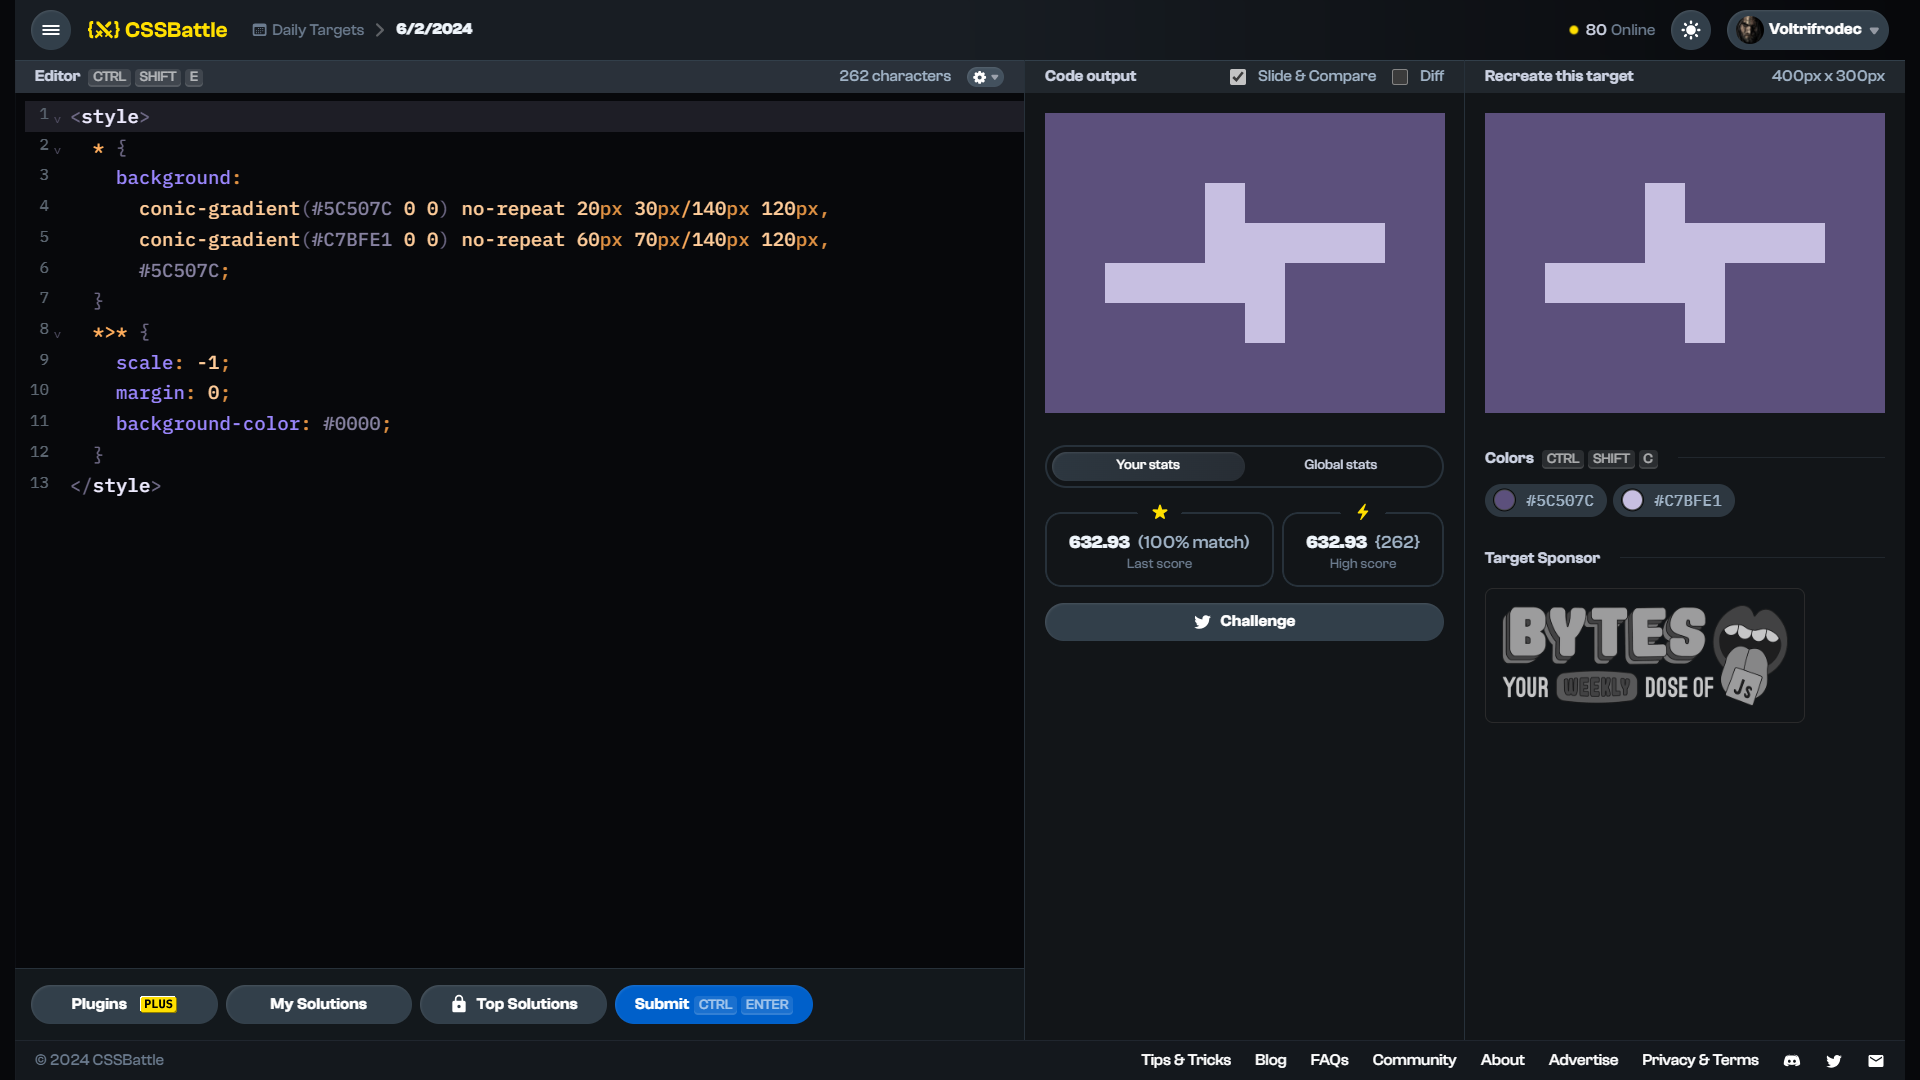 CSSBattle
Daily Targets
6/2/2024
80 Online
Voltrifrodec
Editor CTRL SHIFT E
262 characters
Code output
Slide & Compare
Diff
Recreate this target
400px x 300px
1 <style>
2 * {
3 background:
4 conic-gradient(#5C507C 0 0) no-repeat 20px 30px/140px 120px,
5 conic-gradient(#C7BFE1 0 0) no-repeat 60px 70px/140px 120px,
6 #5C507C;
7 }
8 *>* {
9 scale: -1;
10 margin: 0;
11 background-color: #0000;
12 }
13 </style>
Your stats
Global stats
632.93 (100% match)
Last score
632.93 {262}
High score
Challenge
Colors CTRL SHIFT C
#5C507C
#C7BFE1
Target Sponsor
BYTES
YOUR WEEKLY DOSE OF JS
Plugins PLUS
My Solutions
Top Solutions
Submit CTRL ENTER
© 2024 CSSBattle
Tips & Tricks
Blog
FAQs
Community
About
Advertise
Privacy & Terms